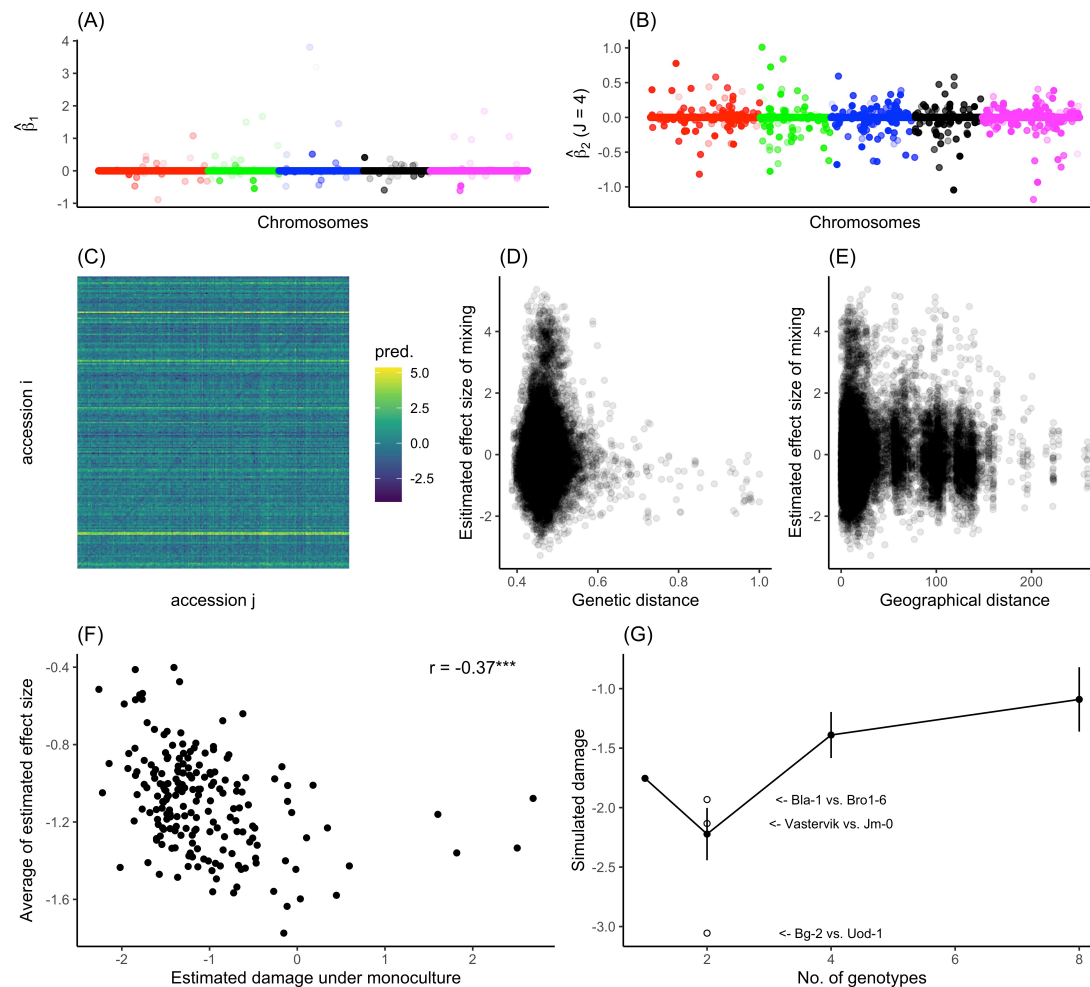 (A)
β̂1
4
3
2
1
0
-1
Chromosomes
(B)
β̂2 (J = 4)
1.0
0.5
0.0
-0.5
-1.0
Chromosomes
(C)
accession i
accession j
pred.
5.0
2.5
0.0
-2.5
(D)
Esitimated effect size of mixing
4
2
0
-2
0.4
0.6
0.8
1.0
Genetic distance
(E)
Estimated effect size of mixing
4
2
0
-2
0
100
200
Geographical distance
(F)
r = -0.37***
Average of estimated effect size
-0.4
-0.8
-1.2
-1.6
-2
-1
0
1
2
Estimated damage under monoculture
(G)
Simulated damage
-1.0
-1.5
-2.0
-2.5
-3.0
<- Bla-1 vs. Bro1-6
<- Vastervik vs. Jm-0
<- Bg-2 vs. Uod-1
2
4
6
8
No. of genotypes